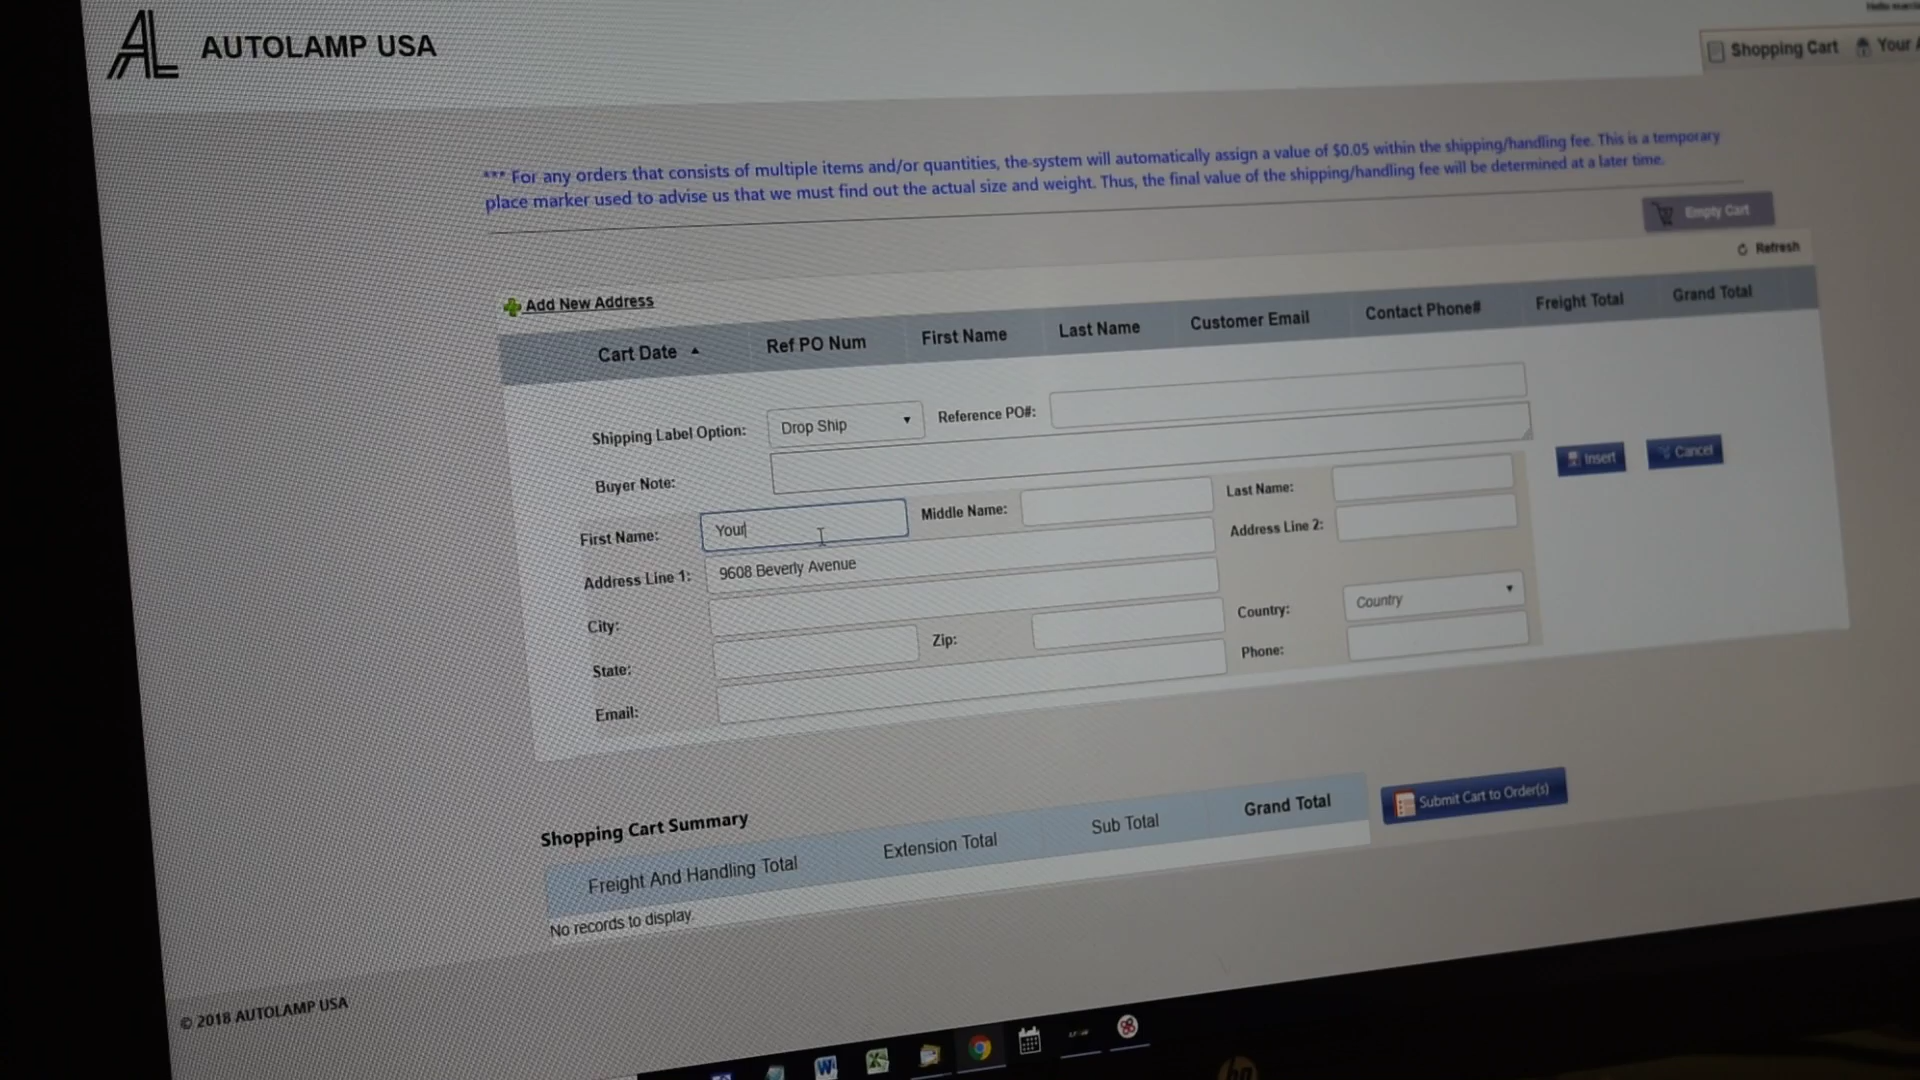 AUTOLAMP USA
Shopping Cart
Your
*** For any orders that consists of multiple items and/or quantities, the system will automatically assign a value of $0.05 within the shipping/handling fee. This is a temporary
place marker used to advise us that we must find out the actual size and weight. Thus, the final value of the shipping/handling fee will be determined at a later time.
Empty Cart
Refresh
Add New Address
Cart Date Ref PO Num First Name Last Name Customer Email Contact Phone# Freight Total Grand Total
Shipping Label Option: Drop Ship Reference PO#:
Buyer Note:
Insert Cancel
First Name: Your Middle Name: Last Name:
Address Line 1: 9608 Beverly Avenue Address Line 2:
City:
State: Zip: Country: Country
Email: Phone:
Shopping Cart Summary
Freight And Handling Total Extension Total Sub Total Grand Total
Submit Cart to Order(s)
No records to display.
© 2018 AUTOLAMP USA
hp